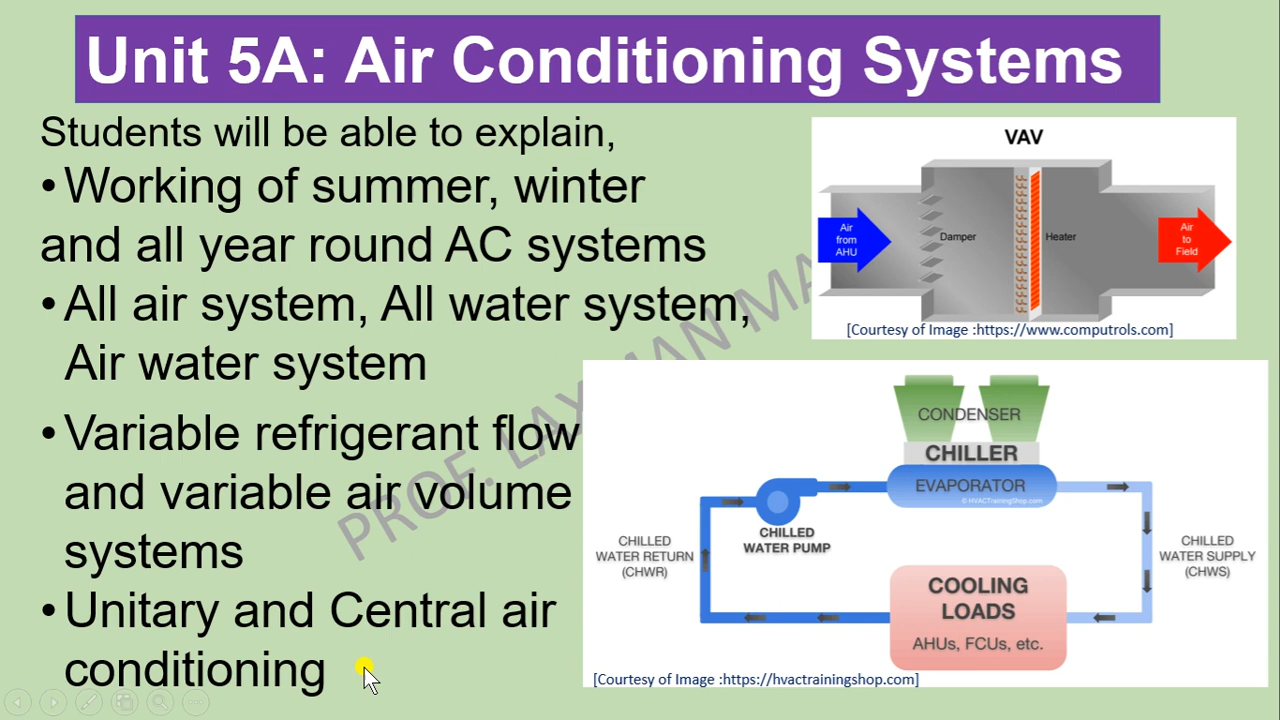 Unit 5A: Air Conditioning Systems
Students will be able to explain,
•Working of summer, winter
and all year round AC systems
•All air system, All water system,
Air water system
•Variable refrigerant flow
and variable air volume
systems
•Unitary and Central air
conditioning
VAV
Air
from
AHU
Damper
Heater
Air
to
Field
[Courtesy of Image :https://www.computrols.com]
CONDENSER
CHILLER
EVAPORATOR
© HVACTrainingShop.com
CHILLED
WATER PUMP
CHILLED
WATER RETURN
(CHWR)
CHILLED
WATER SUPPLY
(CHWS)
COOLING
LOADS
AHUs, FCUs, etc.
[Courtesy of Image :https://hvactrainingshop.com]
PROF.